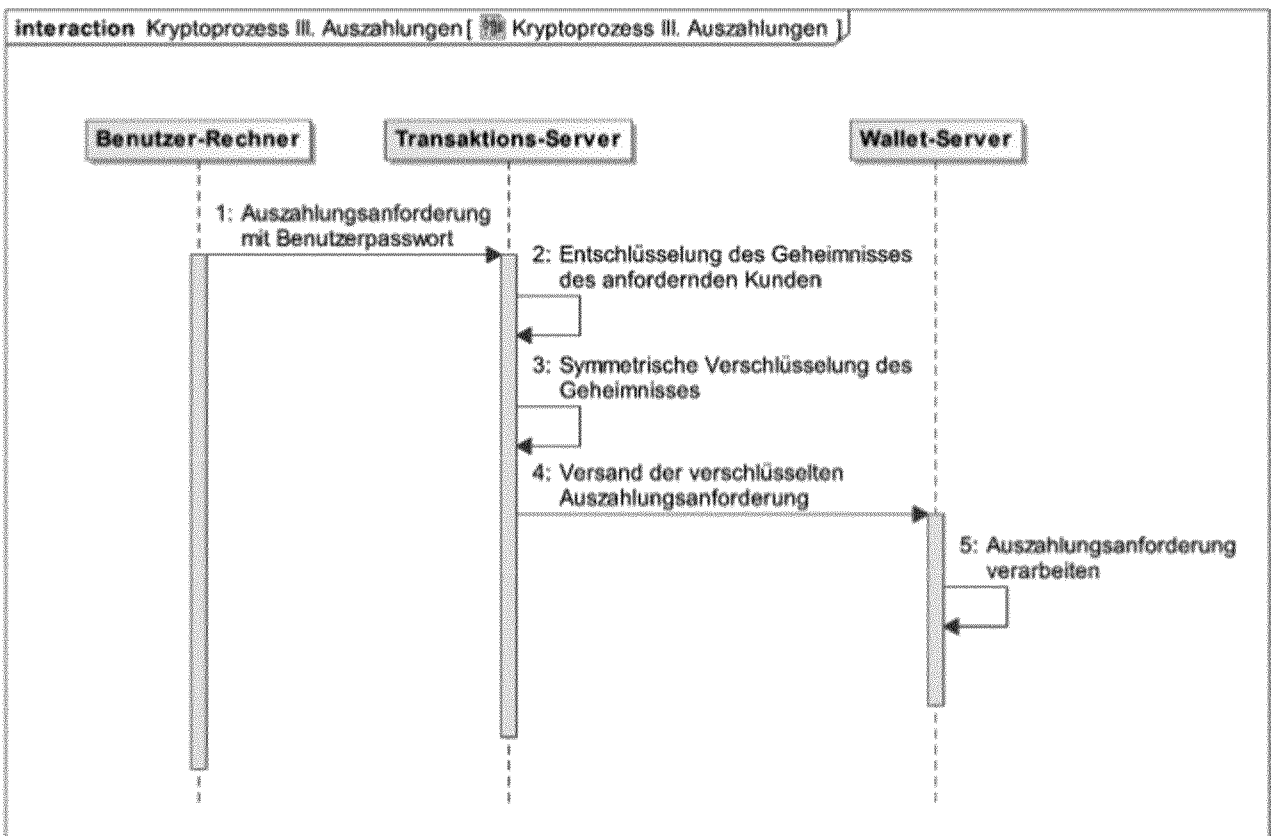 interaction Kryptoprozess III. Auszahlungen[ Kryptoprozess III. Auszahlungen ]
Benutzer-Rechner
Transaktions-Server
Wallet-Server
1: Auszahlungsanforderung
mit Benutzerpasswort
2: Entschlüsselung des Geheimnisses
des anfordernden Kunden
3: Symmetrische Verschlüsselung des
Geheimnisses
4: Versand der verschlüsselten
Auszahlungsanforderung
5: Auszahlungsanforderung
verarbeiten